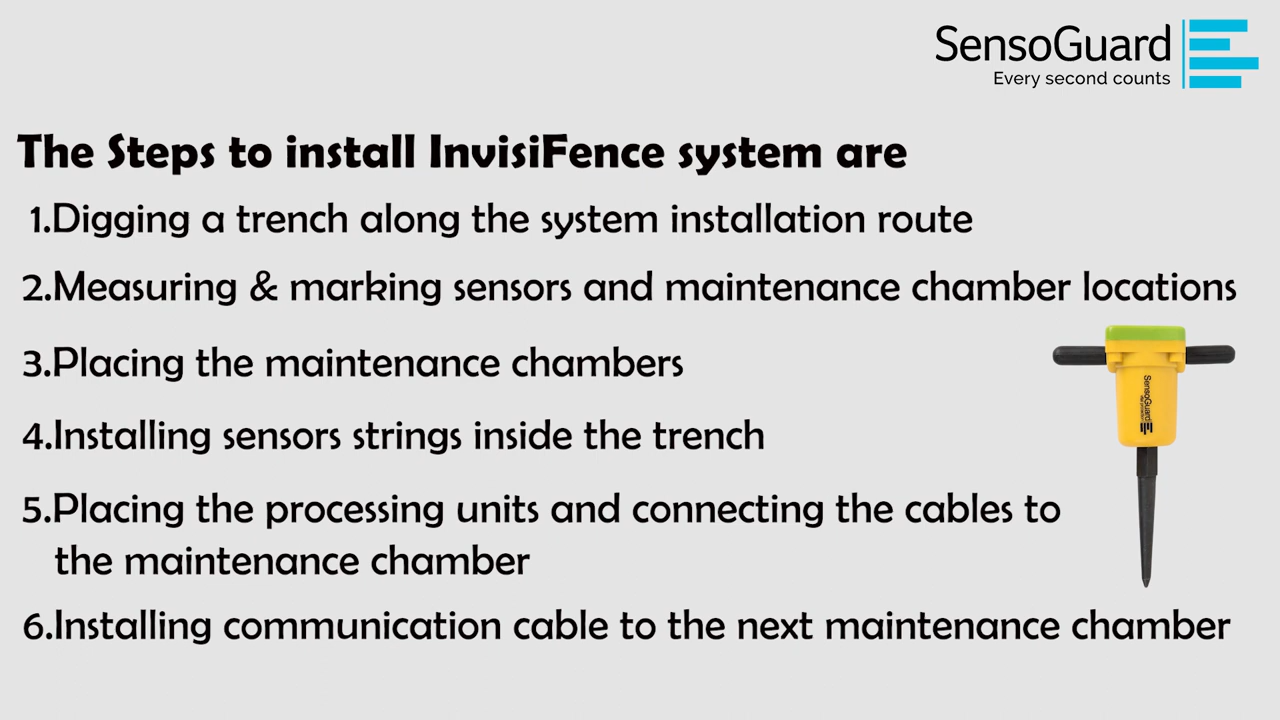 SensoGuard
Every second counts
The Steps to install InvisiFence system are
1.Digging a trench along the system installation route
2.Measuring & marking sensors and maintenance chamber locations
3.Placing the maintenance chambers
4.Installing sensors strings inside the trench
5.Placing the processing units and connecting the cables to
the maintenance chamber
6.Installing communication cable to the next maintenance chamber
SensoGuard